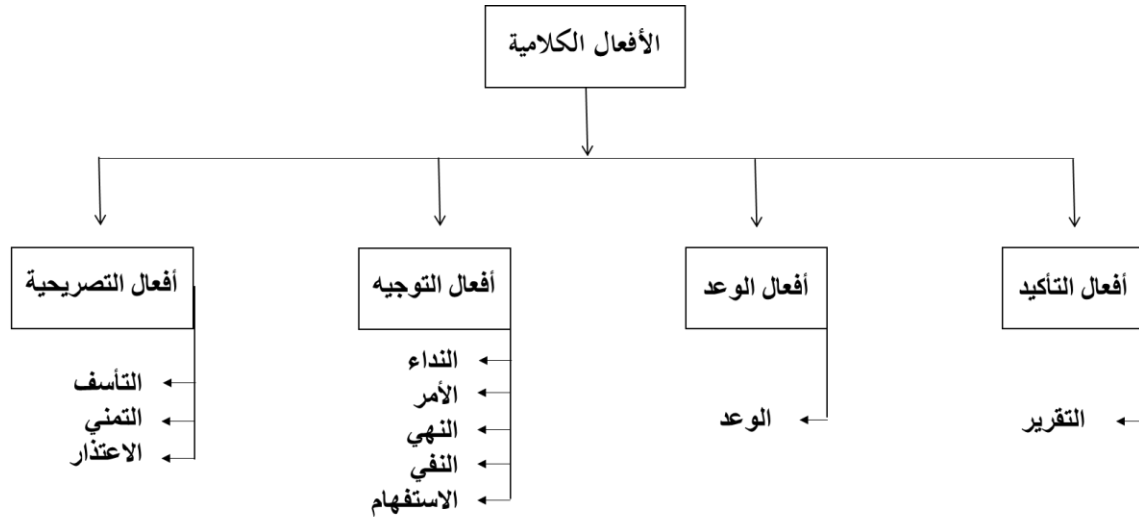 الأفعال الكلامية
أفعال التأكيد
التقرير
أفعال الوعد
الوعد
أفعال التوجيه
النداء
الأمر
النهي
النفي
الاستفهام
أفعال التصريحية
التأسف
التمني
الاعتذار